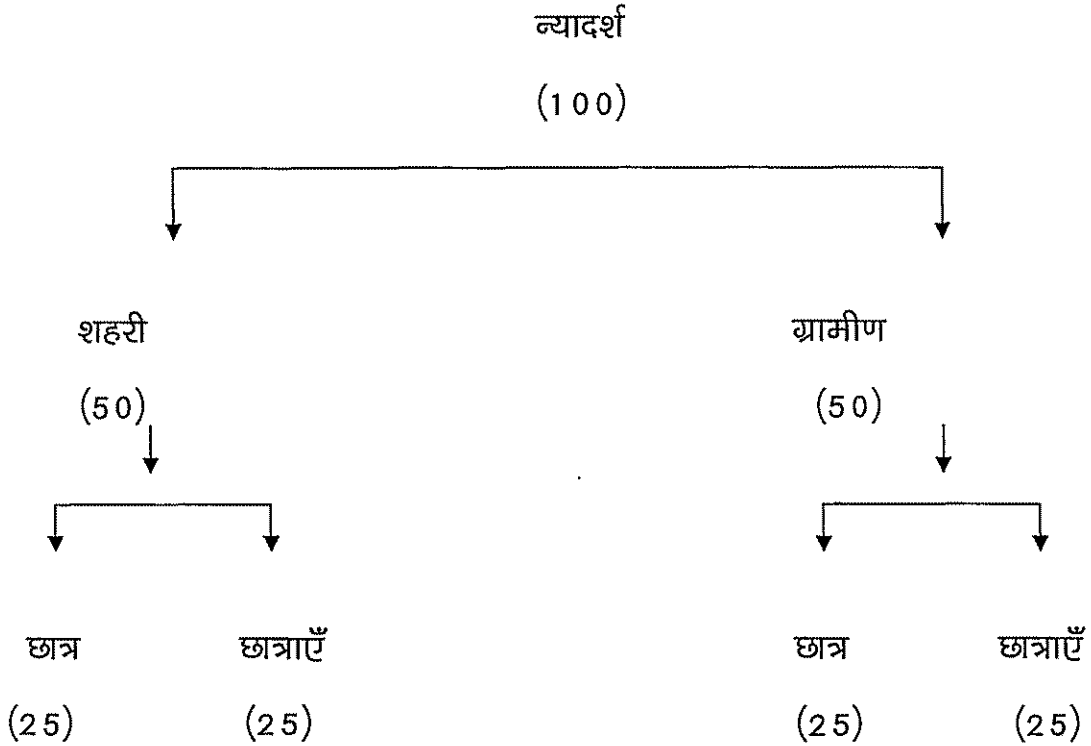 न्यादर्श
(100)
शहरी ग्रामीण
(50) (50)
छात्र छात्राएँ छात्र छात्राएँ
(25) (25) (25) (25)